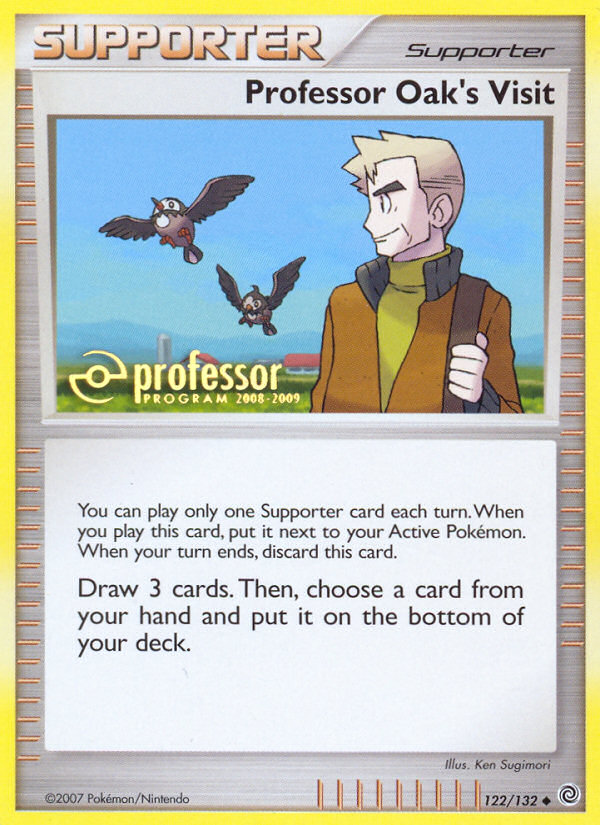 SUPPORTER
Supporter
Professor Oak's Visit
professor
PROGRAM 2008-2009
You can play only one Supporter card each turn. When
you play this card, put it next to your Active Pokémon.
When your turn ends, discard this card.
Draw 3 cards. Then, choose a card from
your hand and put it on the bottom of
your deck.
Illus. Ken Sugimori
©2007 Pokémon/Nintendo
122/132